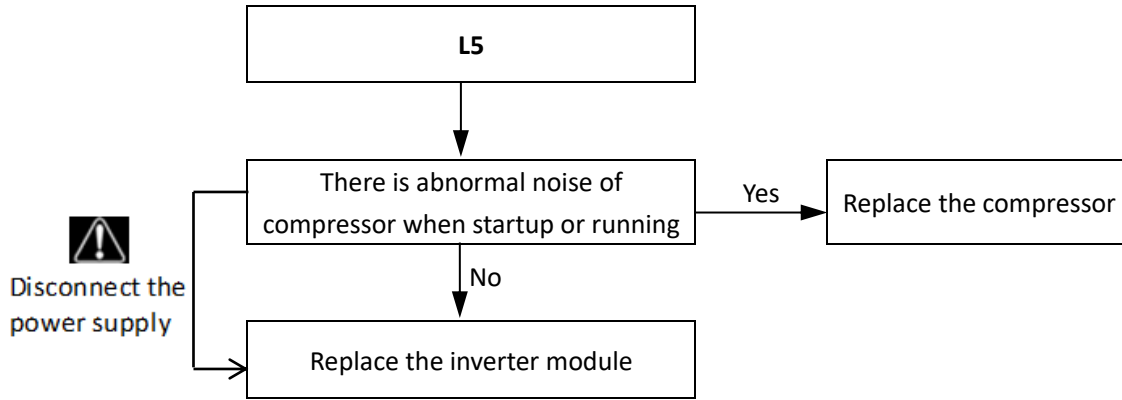 L5
There is abnormal noise of
compressor when startup or running
Yes
Replace the compressor
No
Disconnect the
power supply
Replace the inverter module